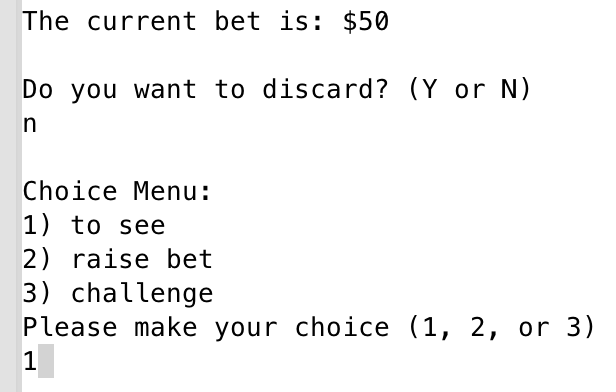 The current bet is: $50
Do you want to discard? (Y or N)
n
Choice Menu:
1) to see
2) raise bet
3) challenge
Please make your choice (1, 2, or 3)
1